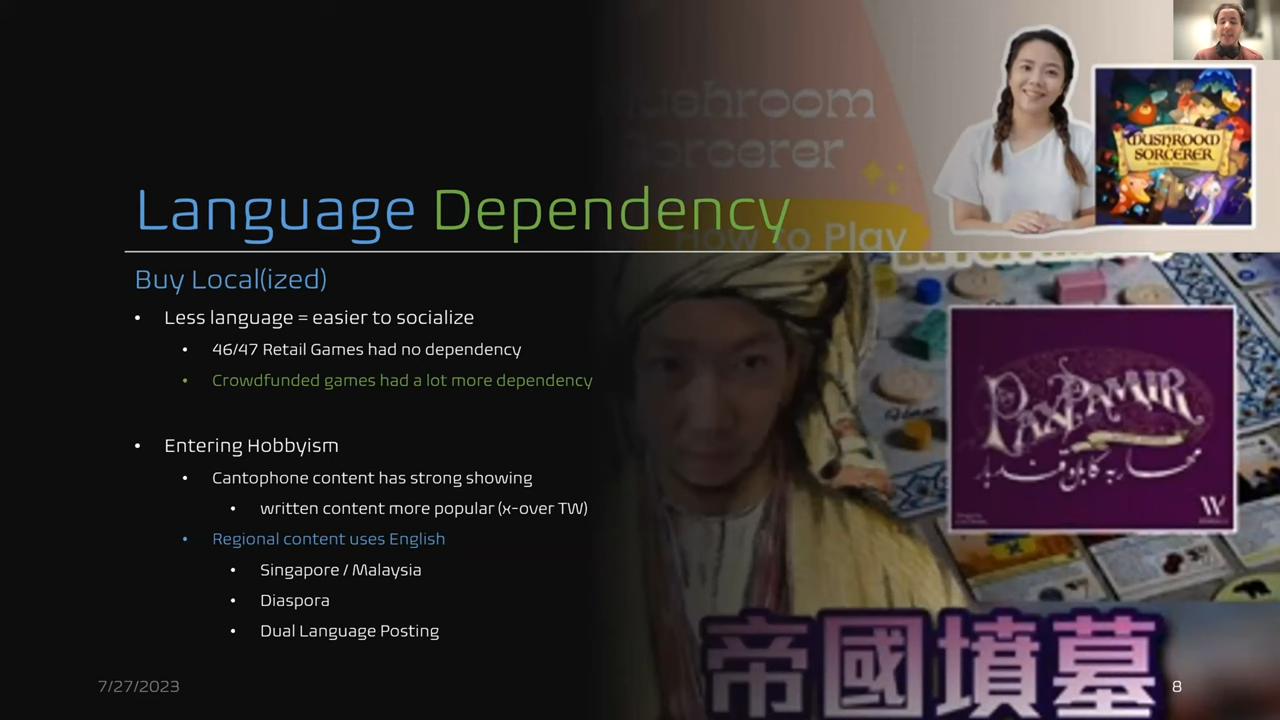 Mushroom
Sorcerer
MUSHROOM
SORCERER
Language Dependency
How to Play
Buy Local(ized)
• Less language = easier to socialize
• 46/47 Retail Games had no dependency
• Crowdfunded games had a lot more dependency
• Entering Hobbyism
• Cantophone content has strong showing
• written content more popular (x-over TW)
• Regional content uses English
• Singapore / Malaysia
• Diaspora
• Dual Language Posting
PAX PAMIR
W
帝國墳墓
7/27/2023
8